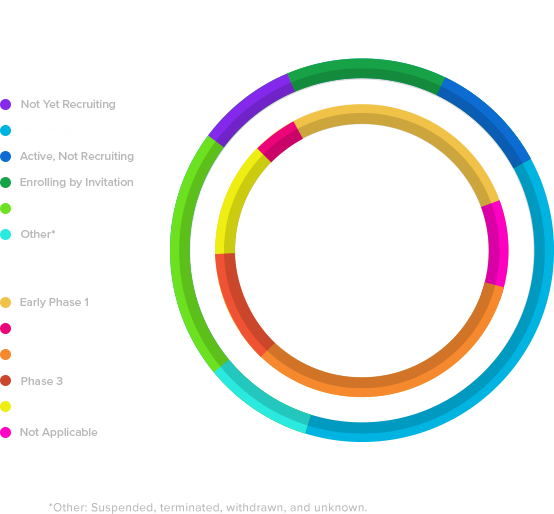 Not Yet Recruiting
Active, Not Recruiting
Enrolling by Invitation
Other*
Early Phase 1
Phase 3
Not Applicable
*Other: Suspended, terminated, withdrawn, and unknown.